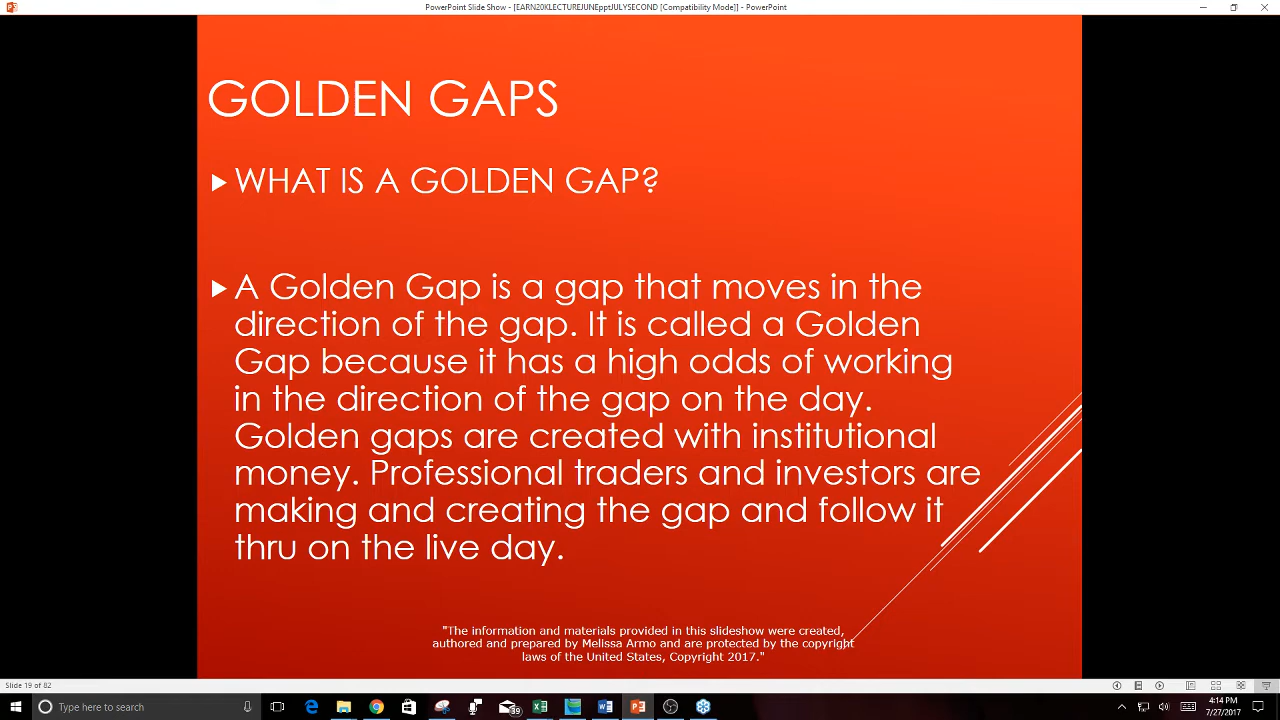 PowerPoint Slide Show - [EARN20KLECTUREJUNEpptJULYSECOND [Compatibility Mode]] - PowerPoint
GOLDEN GAPS
WHAT IS A GOLDEN GAP?
A Golden Gap is a gap that moves in the
direction of the gap. It is called a Golden
Gap because it has a high odds of working
in the direction of the gap on the day.
Golden gaps are created with institutional
money. Professional traders and investors are
making and creating the gap and follow it
thru on the live day.
"The information and materials provided in this slideshow were created,
authored and prepared by Melissa Armo and are protected by the copyright
laws of the United States, Copyright 2017."
Slide 19 of 82
Type here to search
4:14 PM
7/27/2017